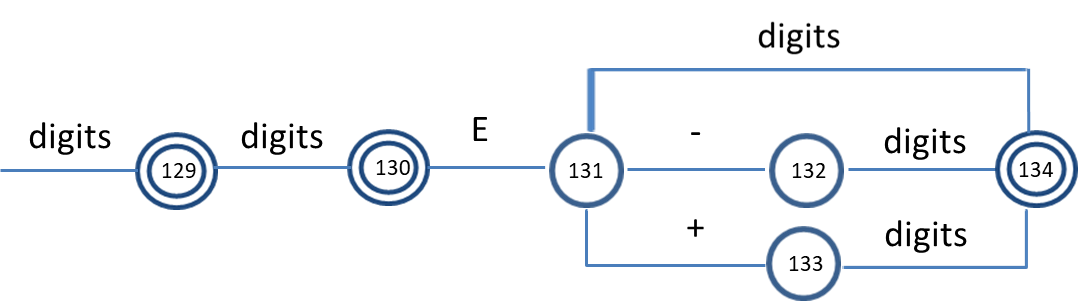 digits
digits digits E - digits
129 130 131 132 134
+ digits
133